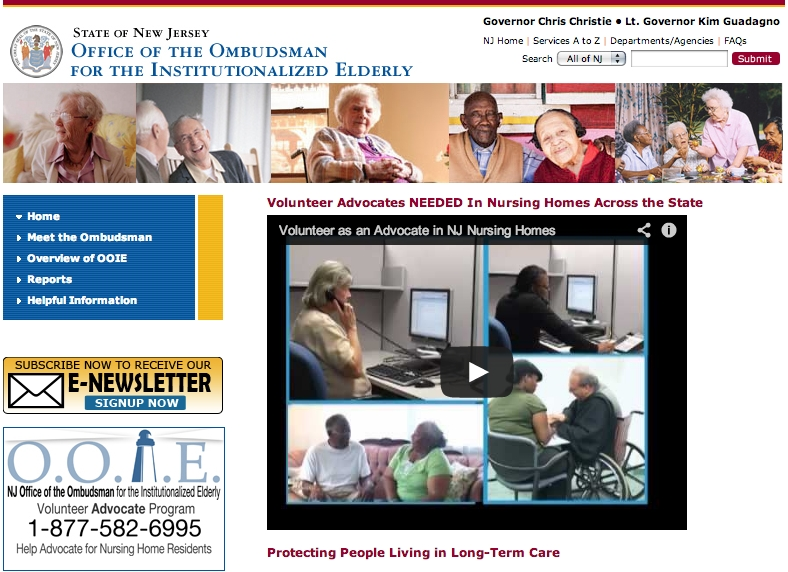 Governor Chris Christie • Lt. Governor Kim Guadagno
STATE OF NEW JERSEY
OFFICE OF THE OMBUDSMAN
FOR THE INSTITUTIONALIZED ELDERLY
NJ Home | Services A to Z | Departments/Agencies | FAQs
Search All of NJ Submit
Home
Meet the Ombudsman
Overview of OOIE
Reports
Helpful Information
SUBSCRIBE NOW TO RECEIVE OUR
E-NEWSLETTER
SIGNUP NOW
O.O.I.E.
NJ Office of the Ombudsman for the Institutionalized Elderly
Volunteer Advocate Program
1-877-582-6995
Help Advocate for Nursing Home Residents
Volunteer Advocates NEEDED In Nursing Homes Across the State
Volunteer as an Advocate in NJ Nursing Homes
Protecting People Living in Long-Term Care